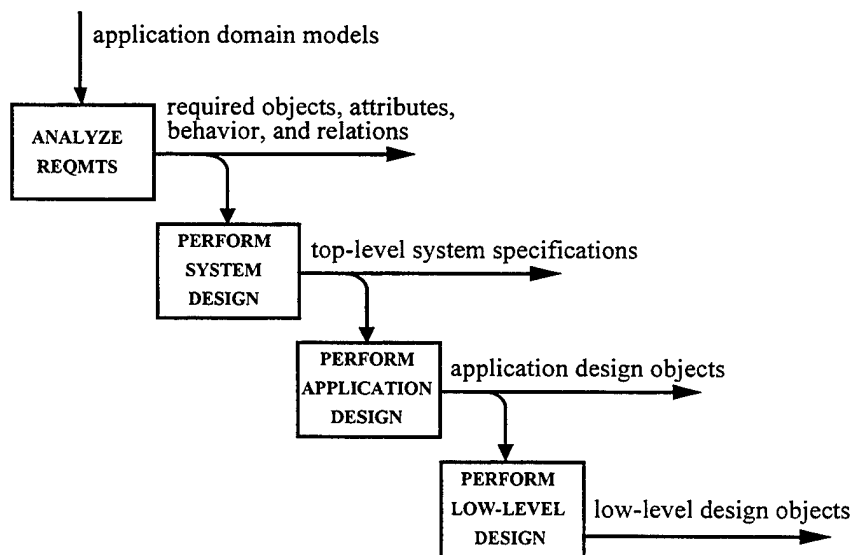 application domain models
required objects, attributes,
behavior, and relations
ANALYZE
REQMTS
PERFORM
SYSTEM
DESIGN
top-level system specifications
PERFORM
APPLICATION
DESIGN
application design objects
PERFORM
LOW-LEVEL
DESIGN
low-level design objects